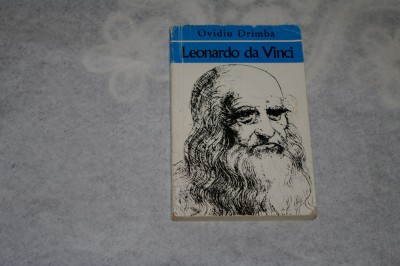 Ovidiu Drimba
Leonardo da Vinci